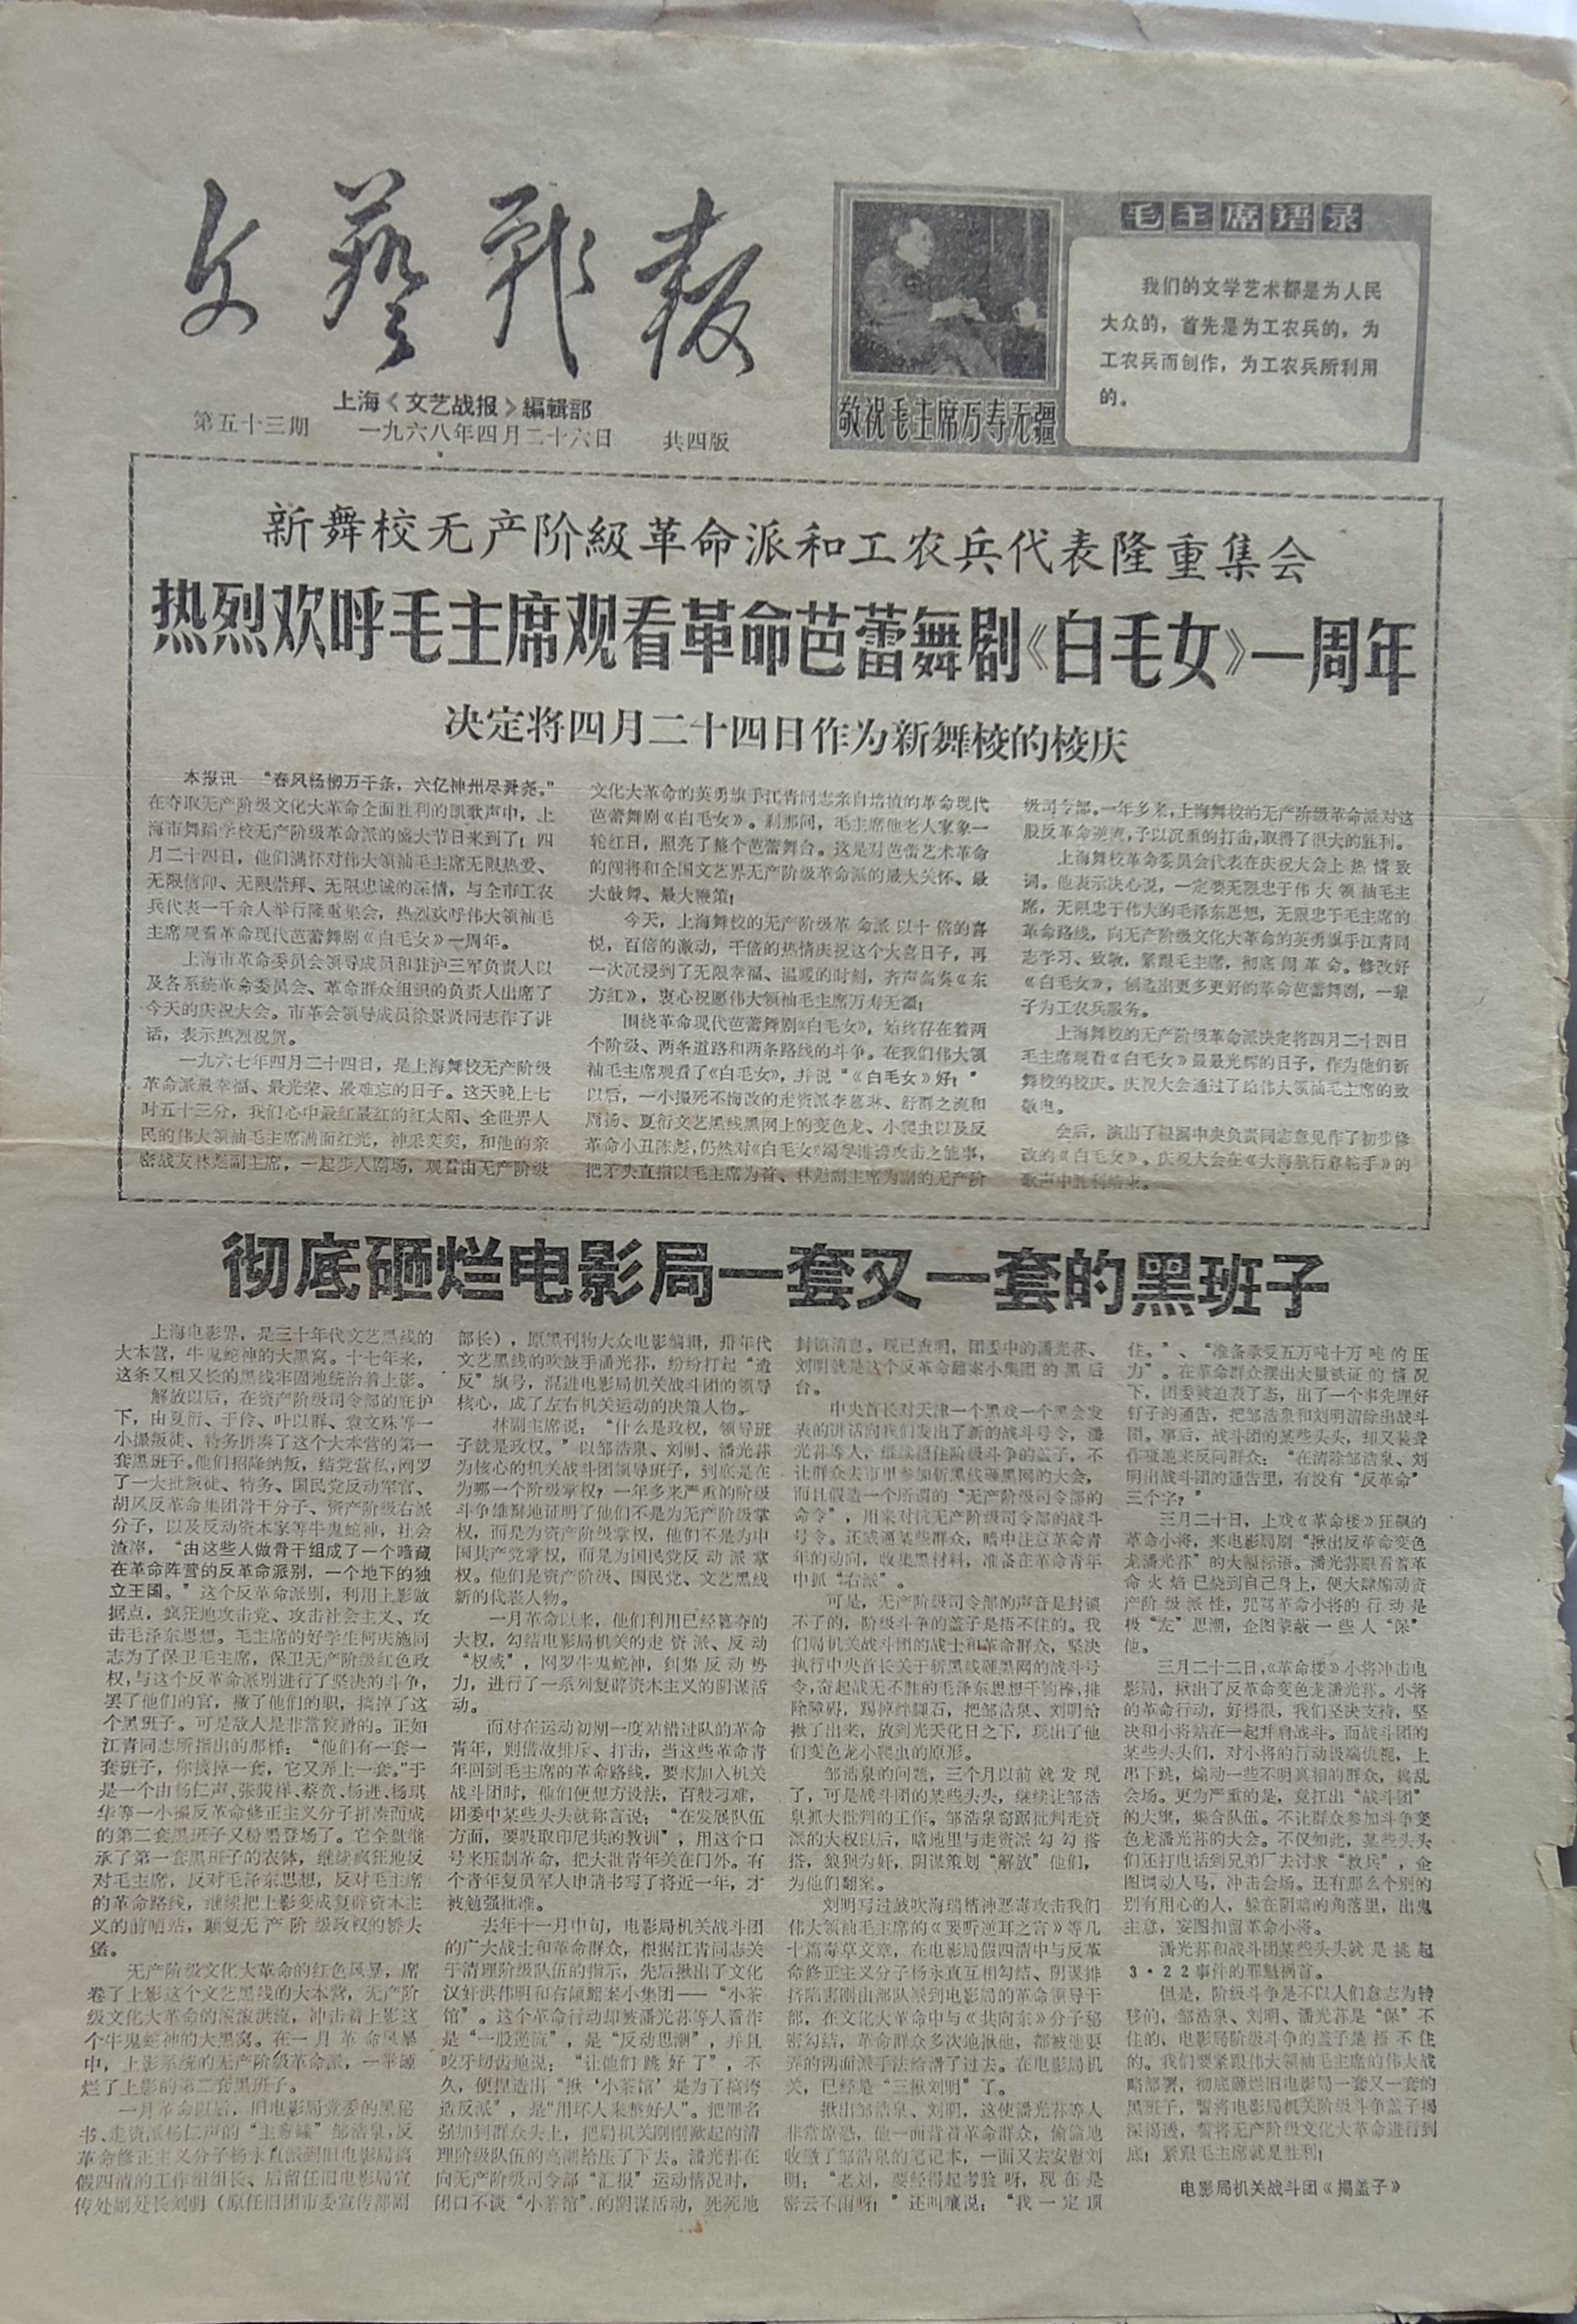 文藝战报
上海《文艺战报》编辑部
第五十三期 一九六八年四月二十六日 共四版
敬祝毛主席万寿无疆
毛主席语录
我们的文学艺术都是为人民
大众的，首先是为工农兵的，为
工农兵而创作，为工农兵所利用
的。
新舞校无产阶級革命派和工农兵代表隆重集会
热烈欢呼毛主席观看革命芭蕾舞剧《白毛女》一周年
决定将四月二十四日作为新舞校的校庆
本报讯 “春风杨柳万千条，六亿神州尽舜尧。”
在夺取无产阶级文化大革命全面胜利的凯歌声中，上
海市舞蹈学校无产阶级革命派的盛大节日来到了！四
月二十四日，他们满怀对伟大领袖毛主席无限热爱、
无限信仰、无限崇拜、无限忠诚的深情，与全市工农
兵代表一千余人举行隆重集会，热烈欢呼伟大领袖毛
主席观看革命现代芭蕾舞剧《白毛女》一周年。
上海市革命委员会领导成员和驻沪三军负责人以
及各系统革命委员会、革命群众组织的负责人出席了
今天的庆祝大会。市革会领导成员徐景贤同志作了讲
话，表示热烈祝贺。
一九六七年四月二十四日，是上海舞校无产阶级
革命派最幸福、最光荣、最难忘的日子。这天晚上七
时五十三分，我们心中最红最红的红太阳、全世界人
民的伟大领袖毛主席满面红光，神采奕奕，和他的亲
密战友林彪副主席，一起步入剧场，观看由无产阶级
文化大革命的英勇旗手江青同志亲自培植的革命现代
芭蕾舞剧《白毛女》。刹那间，毛主席他老人家象一
轮红日，照亮了整个芭蕾舞台。这是对芭蕾艺术革命
的闯将和全国文艺界无产阶级革命派的最大关怀、最
大鼓舞、最大鞭策！
今天，上海舞校的无产阶级革命派以十倍的喜
悦，百倍的激动，千倍的热情庆祝这个大喜日子，再
一次沉浸到了无限幸福、温暖的时刻，齐声高奏《东
方红》，衷心祝愿伟大领袖毛主席万寿无疆！
围绕革命现代芭蕾舞剧《白毛女》，始终存在着两
个阶级、两条道路和两条路线的斗争。在我们伟大领
袖毛主席观看了《白毛女》，并说“《白毛女》好！”
以后，一小撮死不悔改的走资派李慕琳、舒群之流和
周扬、夏衍文艺黑线黑网上的变色龙、小爬虫以及反
革命小丑陈彪，仍然对《白毛女》竭尽诽谤攻击之能事，
把矛头直指以毛主席为首、林彪副主席为副的无产阶
级司令部。一年多来，上海舞校的无产阶级革命派对这
股反革命逆流，予以沉重的打击，取得了很大的胜利。
上海舞校革命委员会代表在庆祝大会上热情致
词。他表示决心说，一定要无限忠于伟大领袖毛主
席，无限忠于伟大的毛泽东思想，无限忠于毛主席的
革命路线，向无产阶级文化大革命的英勇旗手江青同
志学习、致敬，紧跟毛主席，彻底闹革命。修改好
《白毛女》，创造出更多更好的革命芭蕾舞剧，一辈
子为工农兵服务。
上海舞校的无产阶级革命派决定将四月二十四日
毛主席观看《白毛女》最最光辉的日子，作为他们新
舞校的校庆。庆祝大会通过了给伟大领袖毛主席的致
敬电。
会后，演出了根据中央负责同志意见作了初步修
改的《白毛女》。庆祝大会在《大海航行靠舵手》的
歌声中胜利结束。
彻底砸烂电影局一套又一套的黑班子
上海电影界，是三十年代文艺黑线的
大本营，牛鬼蛇神的大黑窝。十七年来，
这条又粗又长的黑线牢固地统治着上影。
解放以后，在资产阶级司令部的庇护
下，由夏衍、于伶、叶以群、袁文殊等一
小撮叛徒、特务拼凑了这个大本营的第一
套黑班子。他们招降纳叛，结党营私，网罗
了一大批叛徒、特务、国民党反动军官、
胡风反革命集团骨干分子、资产阶级右派
分子，以及反动资本家等牛鬼蛇神，社会
渣滓，“由这些人做骨干组成了一个暗藏
在革命阵营的反革命派别，一个地下的独
立王国。”这个反革命派别，利用上影做
据点，疯狂地攻击党、攻击社会主义、攻
击毛泽东思想。毛主席的好学生柯庆施同
志为了保卫毛主席，保卫无产阶级红色政
权，与这个反革命派别进行了坚决的斗争，
罢了他们的官，撤了他们的职，搞掉了这
个黑班子。可是敌人是非常狡猾的。正如
江青同志所指出的那样：“他们有一套一
套班子，你搞掉一套，它又弄上一套。”于
是一个由杨仁声、张骏祥、蔡贲、杨进、杨琪
华等一小撮反革命修正主义分子拼凑而成
的第二套黑班子又粉墨登场了。它全盘继
承了第一套黑班子的衣钵，继续疯狂地反
对毛主席，反对毛泽东思想，反对毛主席
的革命路线，继续把上影变成复辟资本主
义的前哨站，颠复无产阶级政权的桥头
堡。
无产阶级文化大革命的红色风暴，席
卷了上影这个文艺黑线的大本营，无产阶
级文化大革命的滚滚洪流，冲击着上影这
个牛鬼蛇神的大黑窝。在一月革命风暴
中，上影系统的无产阶级革命派，一举砸
烂了上影的第二套黑班子。
一月革命以后，旧电影局党委的黑秘
书、走资派杨仁声的“主意罐”邹浩泉，反
革命修正主义分子杨永直派到旧电影局搞
假四清的工作组组长、后留任旧电影局宣
传处副处长刘明（原任旧团市委宣传部副
部长），原黑刊物大众电影编辑，卅年代
文艺黑线的吹鼓手潘光荪，纷纷打起“造
反”旗号，混进电影局机关战斗团的领导
核心，成了左右机关运动的决策人物。
林副主席说：“什么是政权，领导班
子就是政权。”以邹浩泉、刘明、潘光荪
为核心的机关战斗团领导班子，到底是在
为哪一个阶级掌权？一年多来严重的阶级
斗争雄辩地证明了他们不是为无产阶级掌
权，而是为资产阶级掌权，他们不是为中
国共产党掌权，而是为国民党反动派掌
权。他们是资产阶级、国民党、文艺黑线
新的代表人物。
一月革命以来，他们利用已经篡夺的
大权，勾结电影局机关的走资派、反动
“权威”，网罗牛鬼蛇神，纠集反动势
力，进行了一系列复辟资本主义的阴谋活
动。
而对在运动初期一度站错过队的革命
青年，则借故排斥、打击，当这些革命青
年回到毛主席的革命路线，要求加入机关
战斗团时，他们便想方设法，百般刁难，
团委中某些头头就称言说：“在发展队伍
方面，要吸取印尼共的教训”，用这个口
号来压制革命，把大批青年关在门外。有
个青年复员军人申请书写了将近一年，才
被勉强批准。
去年十一月中旬，电影局机关战斗团
的广大战士和革命群众，根据江青同志关
于清理阶级队伍的指示，先后揪出了文化
汉奸洪伟明和右倾翻案小集团——“小茶
馆”。这个革命行动却被潘光荪等人看作
是“一股逆流”，是“反动思潮”，并且
咬牙切齿地说：“让他们跳好了”，不
久，便捏造出“揪‘小茶馆’是为了搞垮
造反派”，是“用坏人来整好人”。把罪名
强加到群众头上，把局机关刚刚掀起的清
理阶级队伍的高潮给压了下去。潘光荪在
向无产阶级司令部“汇报”运动情况时，
闭口不谈“小茶馆”的阴谋活动，死死地
封锁消息。现已查明，团委中的潘光荪、
刘明就是这个反革命翻案小集团的黑后
台。
中央首长对天津一个黑戏一个黑会发
表的讲话向我们发出了新的战斗号令，潘
光荪等人，继续捂住阶级斗争的盖子，不
让群众去市里参加斩黑线砸黑网的大会，
而且假造一个所谓的“无产阶级司令部的
命令”，用来对抗无产阶级司令部的战斗
号令。还威逼某些群众，暗中注意革命青
年的动向，收集黑材料，准备在革命青年
中抓“右派”。
可是，无产阶级司令部的声音是封锁
不了的，阶级斗争的盖子是捂不住的。我
们局机关战斗团的战士和革命群众，坚决
执行中央首长关于斩黑线砸黑网的战斗号
令，奋起战无不胜的毛泽东思想千钧棒，排
除障碍，踢掉绊脚石，把邹浩泉、刘明给
揪了出来，放到光天化日之下，现出了他
们变色龙小爬虫的原形。
邹浩泉的问题，三个月以前就发现
了，可是战斗团的某些头头，继续让邹浩
泉抓大批判的工作。邹浩泉窃踞批判走资
派的大权以后，暗地里与走资派勾勾搭
搭，狼狈为奸，阴谋策划“解放”他们，
为他们翻案。
刘明写过鼓吹海瑞精神恶毒攻击我们
伟大领袖毛主席的《要听逆耳之言》等几
十篇毒草文章，在电影局假四清中与反革
命修正主义分子杨永直互相勾结、阴谋排
挤陷害刚由部队派到电影局的革命领导干
部，在文化大革命中与《共向东》分子秘
密勾结，革命群众多次地揪他，都被他耍
弄的两面派手法给滑了过去。在电影局机
关，已经是“三揪刘明”了。
揪出邹浩泉、刘明，这使潘光荪等人
非常惊恐，他一面背着革命群众，偷偷地
收缴了邹浩泉的笔记本，一面又去安慰刘
明：“老刘，要经得起考验呀，现在是
密云不雨呀！”还叫嚷说：“我一定顶
住。”、“准备承受五万吨十万吨的压
力”。在革命群众摆出大量铁证的情况
下，团委被迫表了态，出了一个事先埋好
钉子的通告，把邹浩泉和刘明清除出战斗
团。事后，战斗团的某些头头，却又装聋
作哑地来反问群众：“在清除邹浩泉、刘
明出战斗团的通告里，有没有“反革命”
三个字？”
三月二十日，上戏《革命楼》狂飙的
革命小将，来电影局刷“揪出反革命变色
龙潘光荪”的大幅标语。潘光荪眼看着革
命火焰已烧到自己身上，便大肆煽动资
产阶级派性，咒骂革命小将的行动是
极“左”思潮，企图蒙蔽一些人“保”
他。
三月二十二日，《革命楼》小将冲击电
影局，揪出了反革命变色龙潘光荪。小将
的革命行动，好得很，我们坚决支持，坚
决和小将站在一起并肩战斗。而战斗团的
某些头头们，对小将的行动极端仇视，上
串下跳，煽动一些不明真相的群众，捣乱
会场。更为严重的是，竟扛出“战斗团”
的大旗，集合队伍。不让群众参加斗争变
色龙潘光荪的大会。不仅如此，某些头头
们还打电话到兄弟厂去讨求“救兵”，企
图调动人马，冲击会场。还有那么个别的
别有用心的人，躲在阴暗的角落里，出鬼
主意，妄图扣留革命小将。
潘光荪和战斗团某些头头就是挑起
3·22事件的罪魁祸首。
但是，阶级斗争是不以人们意志为转
移的，邹浩泉、刘明、潘光荪是“保”不
住的，电影局阶级斗争的盖子是捂不住
的。我们要紧跟伟大领袖毛主席的伟大战
略部署，彻底砸烂旧电影局一套又一套的
黑班子，誓将电影局机关阶级斗争盖子揭
深揭透，誓将无产阶级文化大革命进行到
底！紧跟毛主席就是胜利！
电影局机关战斗团《揭盖子》